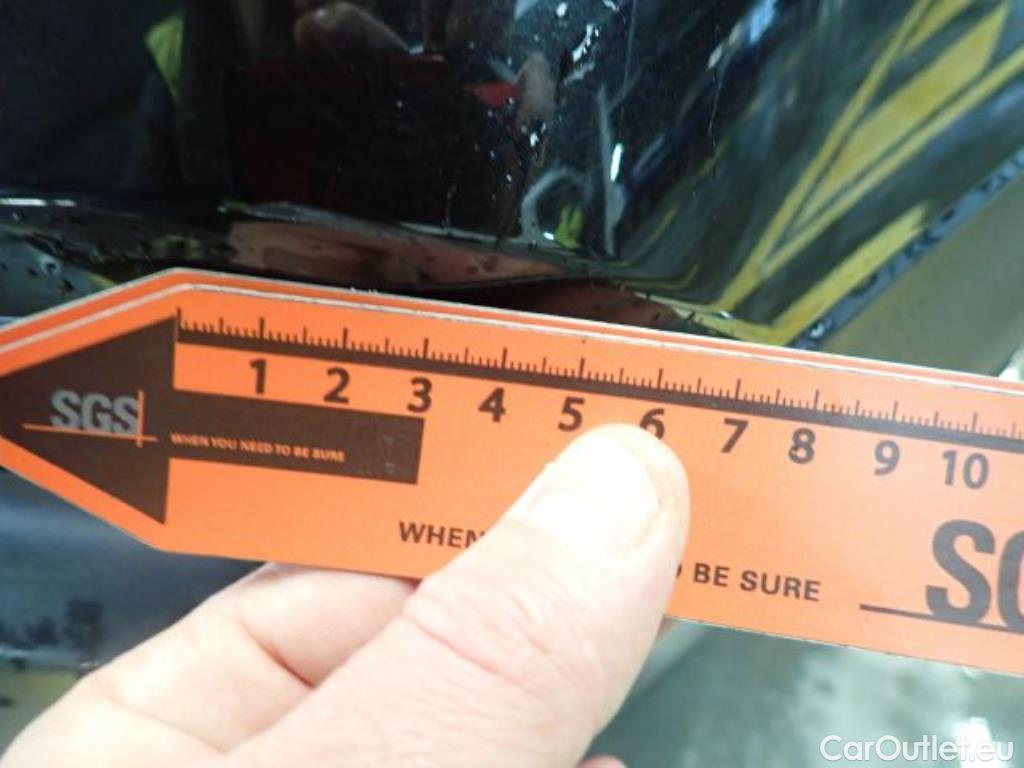 1 2 3 4 5 6 7 8 9 10
SGS
WHEN YOU NEED TO BE SURE
WHEN BE SURE
CarOutlet.eu